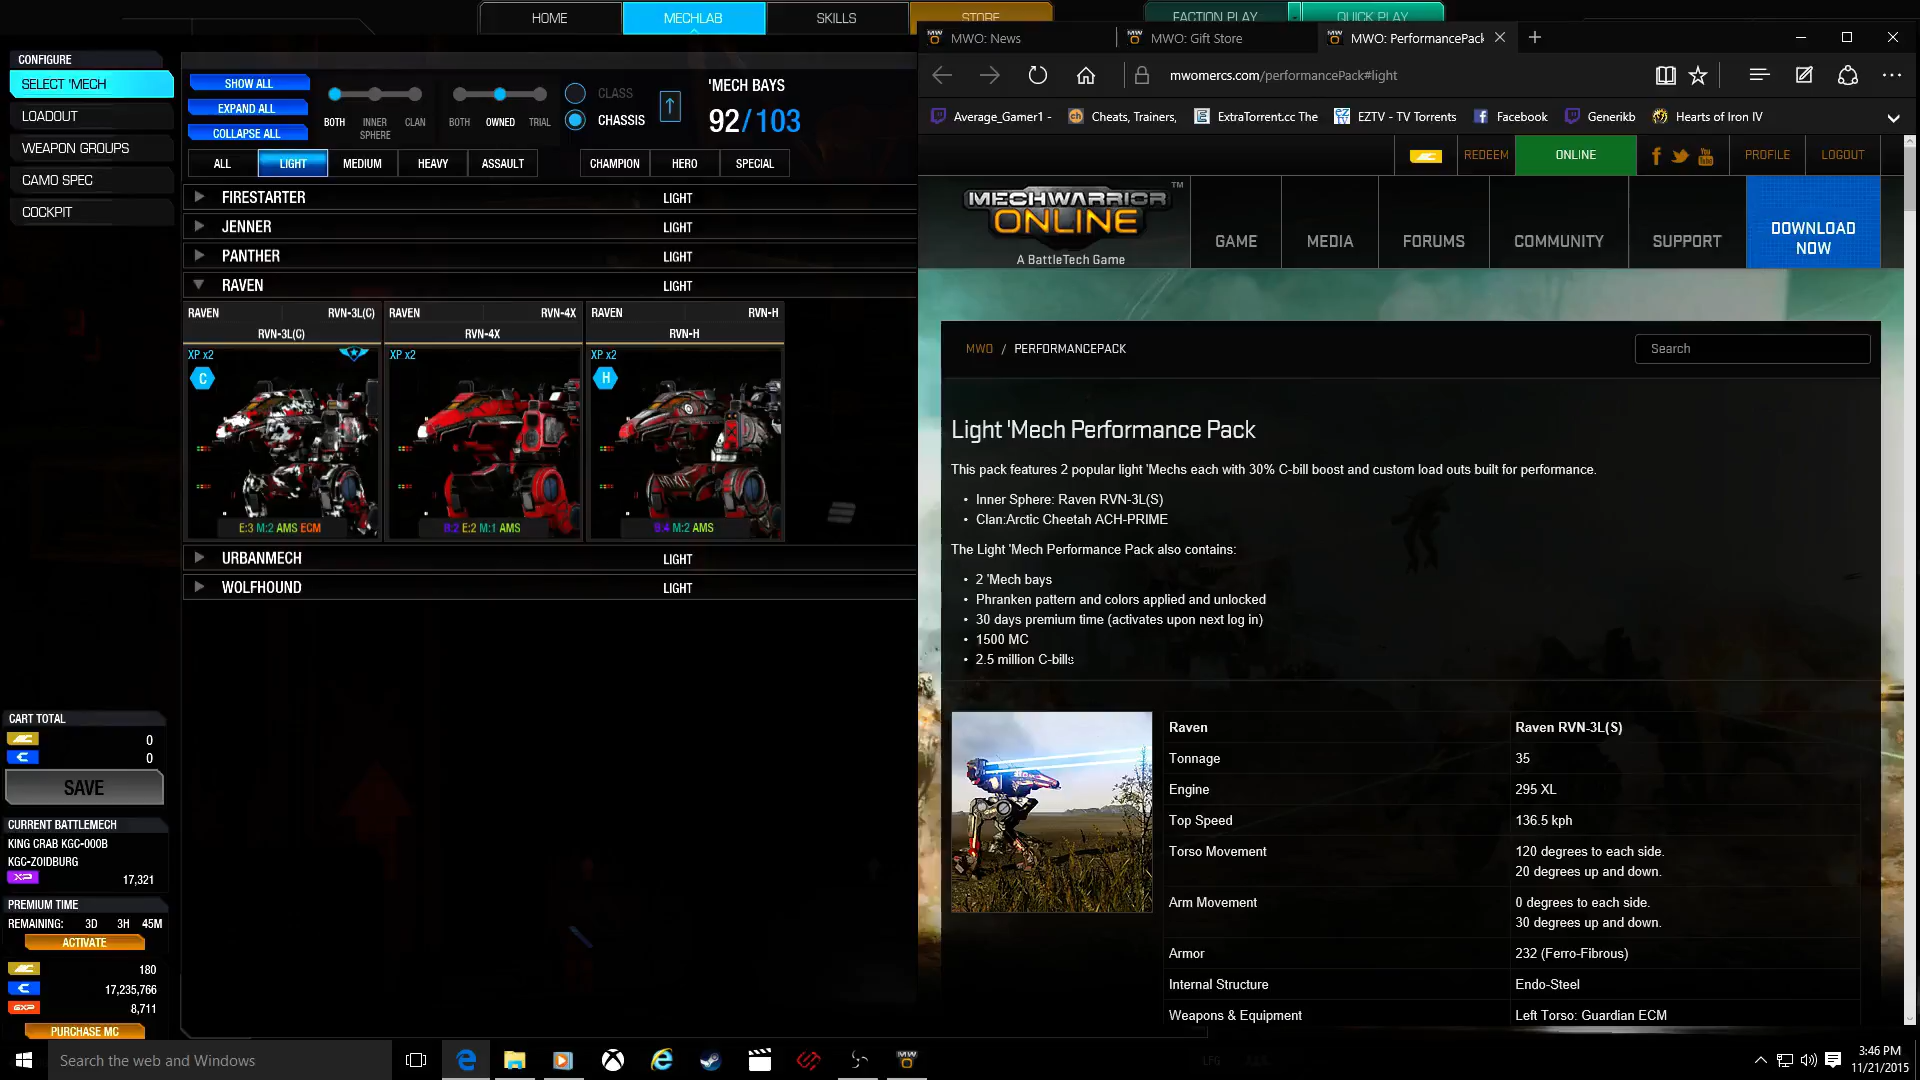 HOME
MECHLAB
SKILLS
STORE
FACTION PLAY
QUICK PLAY
CONFIGURE
SELECT 'MECH
LOADOUT
WEAPON GROUPS
CAMO SPEC
COCKPIT
SHOW ALL
EXPAND ALL
COLLAPSE ALL
BOTH
INNER SPHERE
CLAN
BOTH
OWNED
TRIAL
CLASS
CHASSIS
'MECH BAYS
92/103
ALL
LIGHT
MEDIUM
HEAVY
ASSAULT
CHAMPION
HERO
SPECIAL
FIRESTARTER LIGHT
JENNER LIGHT
PANTHER LIGHT
RAVEN LIGHT
RAVEN RVN-3L(C)
RVN-3L(C)
XP x2
C
E:3 M:2 AMS ECM
RAVEN RVN-4X
RVN-4X
XP x2
B:2 E:2 M:1 AMS
RAVEN RVN-H
RVN-H
XP x2
H
B:4 M:2 AMS
URBANMECH LIGHT
WOLFHOUND LIGHT
CART TOTAL
0
C 0
SAVE
CURRENT BATTLEMECH
KING CRAB KGC-000B
KGC-ZOIDBURG
XP 17,321
PREMIUM TIME
REMAINING: 3D 3H 45M
ACTIVATE
180
C 17,235,766
GXP 8,711
PURCHASE MC
MWO: News
MWO: Gift Store
MWO: PerformancePack
mwomercs.com/performancePack#light
Average_Gamer1 -
Cheats, Trainers,
ExtraTorrent.cc The
EZTV - TV Torrents
Facebook
Generikb
Hearts of Iron IV
REDEEM
ONLINE
PROFILE
LOGOUT
MECHWARRIOR
ONLINE
TM
A BattleTech Game
GAME
MEDIA
FORUMS
COMMUNITY
SUPPORT
DOWNLOAD
NOW
MWO / PERFORMANCEPACK
Search
Light 'Mech Performance Pack
This pack features 2 popular light 'Mechs each with 30% C-bill boost and custom load outs built for performance.
• Inner Sphere: Raven RVN-3L(S)
• Clan:Arctic Cheetah ACH-PRIME
The Light 'Mech Performance Pack also contains:
• 2 'Mech bays
• Phranken pattern and colors applied and unlocked
• 30 days premium time (activates upon next log in)
• 1500 MC
• 2.5 million C-bills
Raven Raven RVN-3L(S)
Tonnage 35
Engine 295 XL
Top Speed 136.5 kph
Torso Movement 120 degrees to each side.
20 degrees up and down.
Arm Movement 0 degrees to each side.
30 degrees up and down.
Armor 232 (Ferro-Fibrous)
Internal Structure Endo-Steel
Weapons & Equipment Left Torso: Guardian ECM
Search the web and Windows
LFG
3:46 PM
11/21/2015